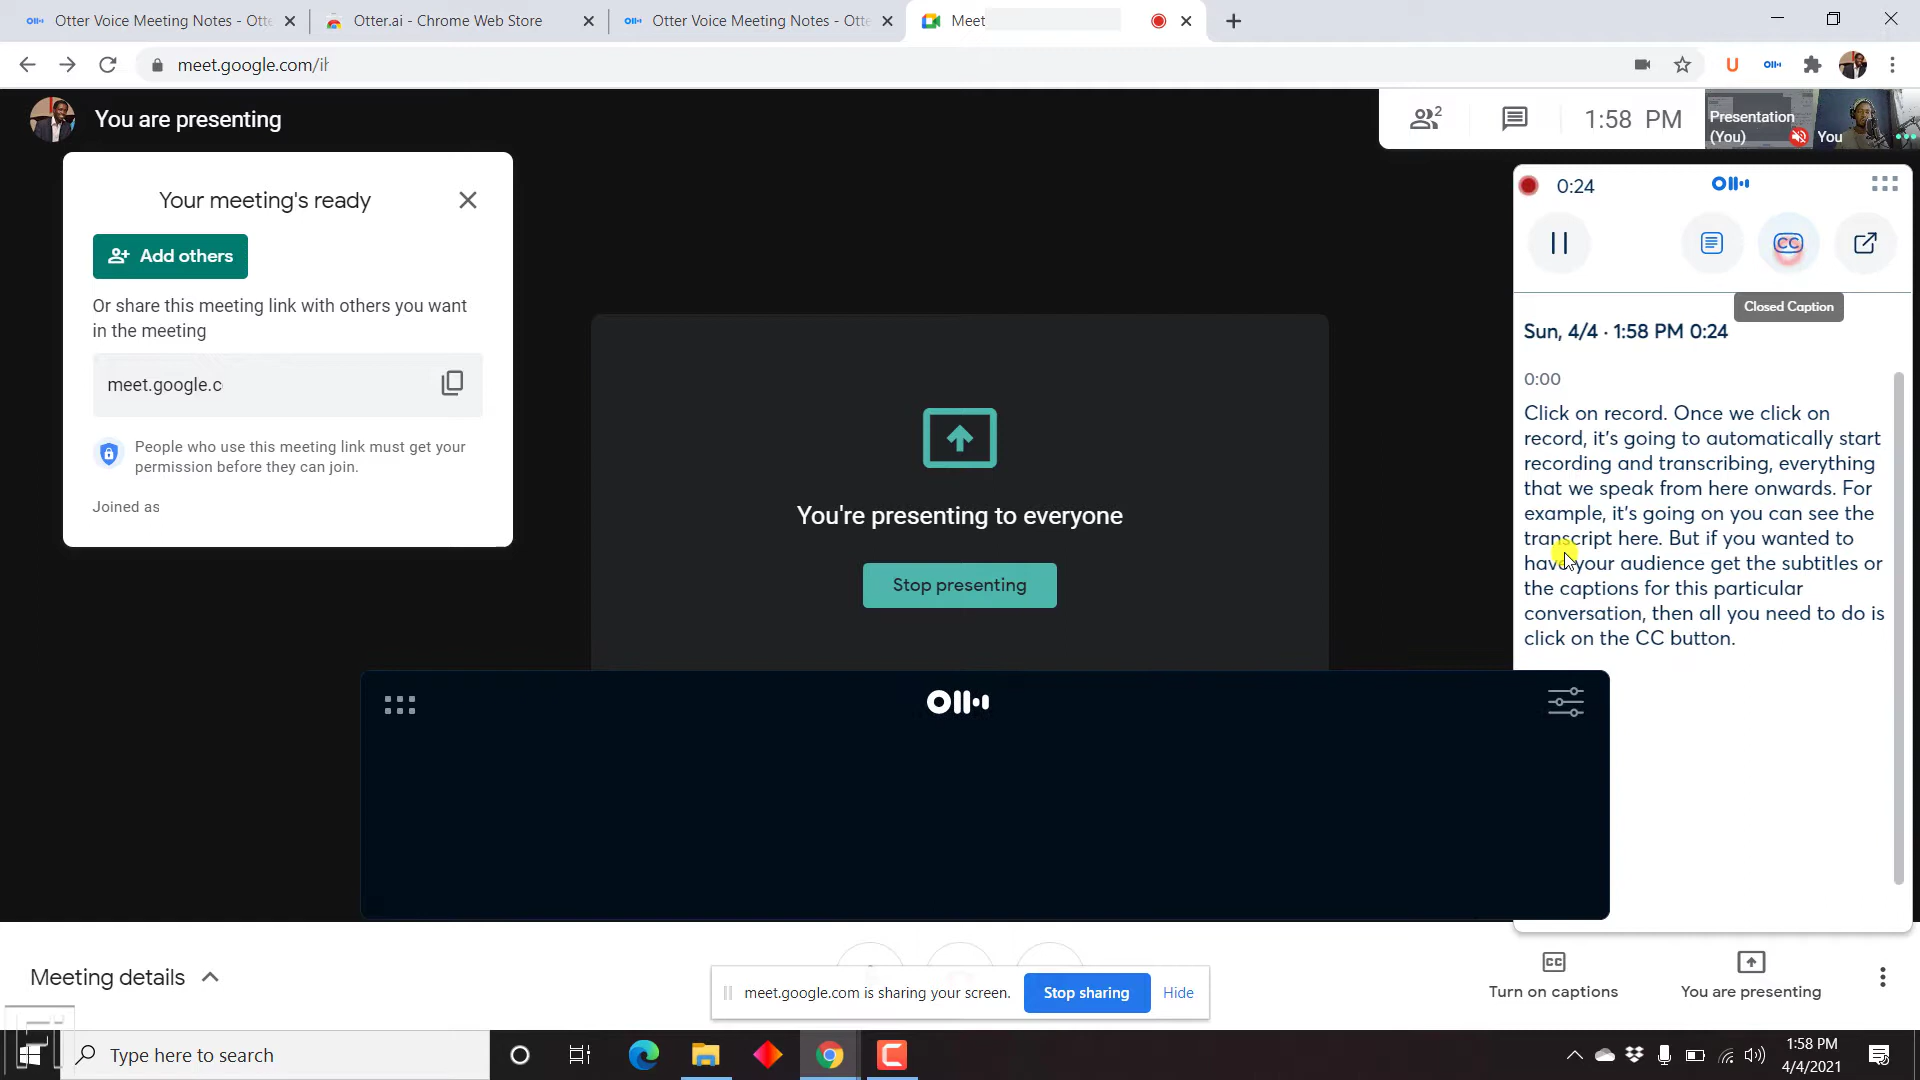 Otter Voice Meeting Notes - Otte
Otter.ai - Chrome Web Store
Otter Voice Meeting Notes - Otte
Meet
meet.google.com/ih
You are presenting
2
1:58 PM
Presentation
(You)
You
Your meeting's ready
Add others
Or share this meeting link with others you want
in the meeting
meet.google.c
People who use this meeting link must get your
permission before they can join.
Joined as
You're presenting to everyone
Stop presenting
0:24
CC
Closed Caption
Sun, 4/4 · 1:58 PM 0:24
0:00
Click on record. Once we click on
record, it's going to automatically start
recording and transcribing, everything
that we speak from here onwards. For
example, it's going on you can see the
transcript here. But if you wanted to
have your audience get the subtitles or
the captions for this particular
conversation, then all you need to do is
click on the CC button.
Meeting details
meet.google.com is sharing your screen.
Stop sharing
Hide
CC
Turn on captions
You are presenting
Type here to search
1:58 PM
4/4/2021